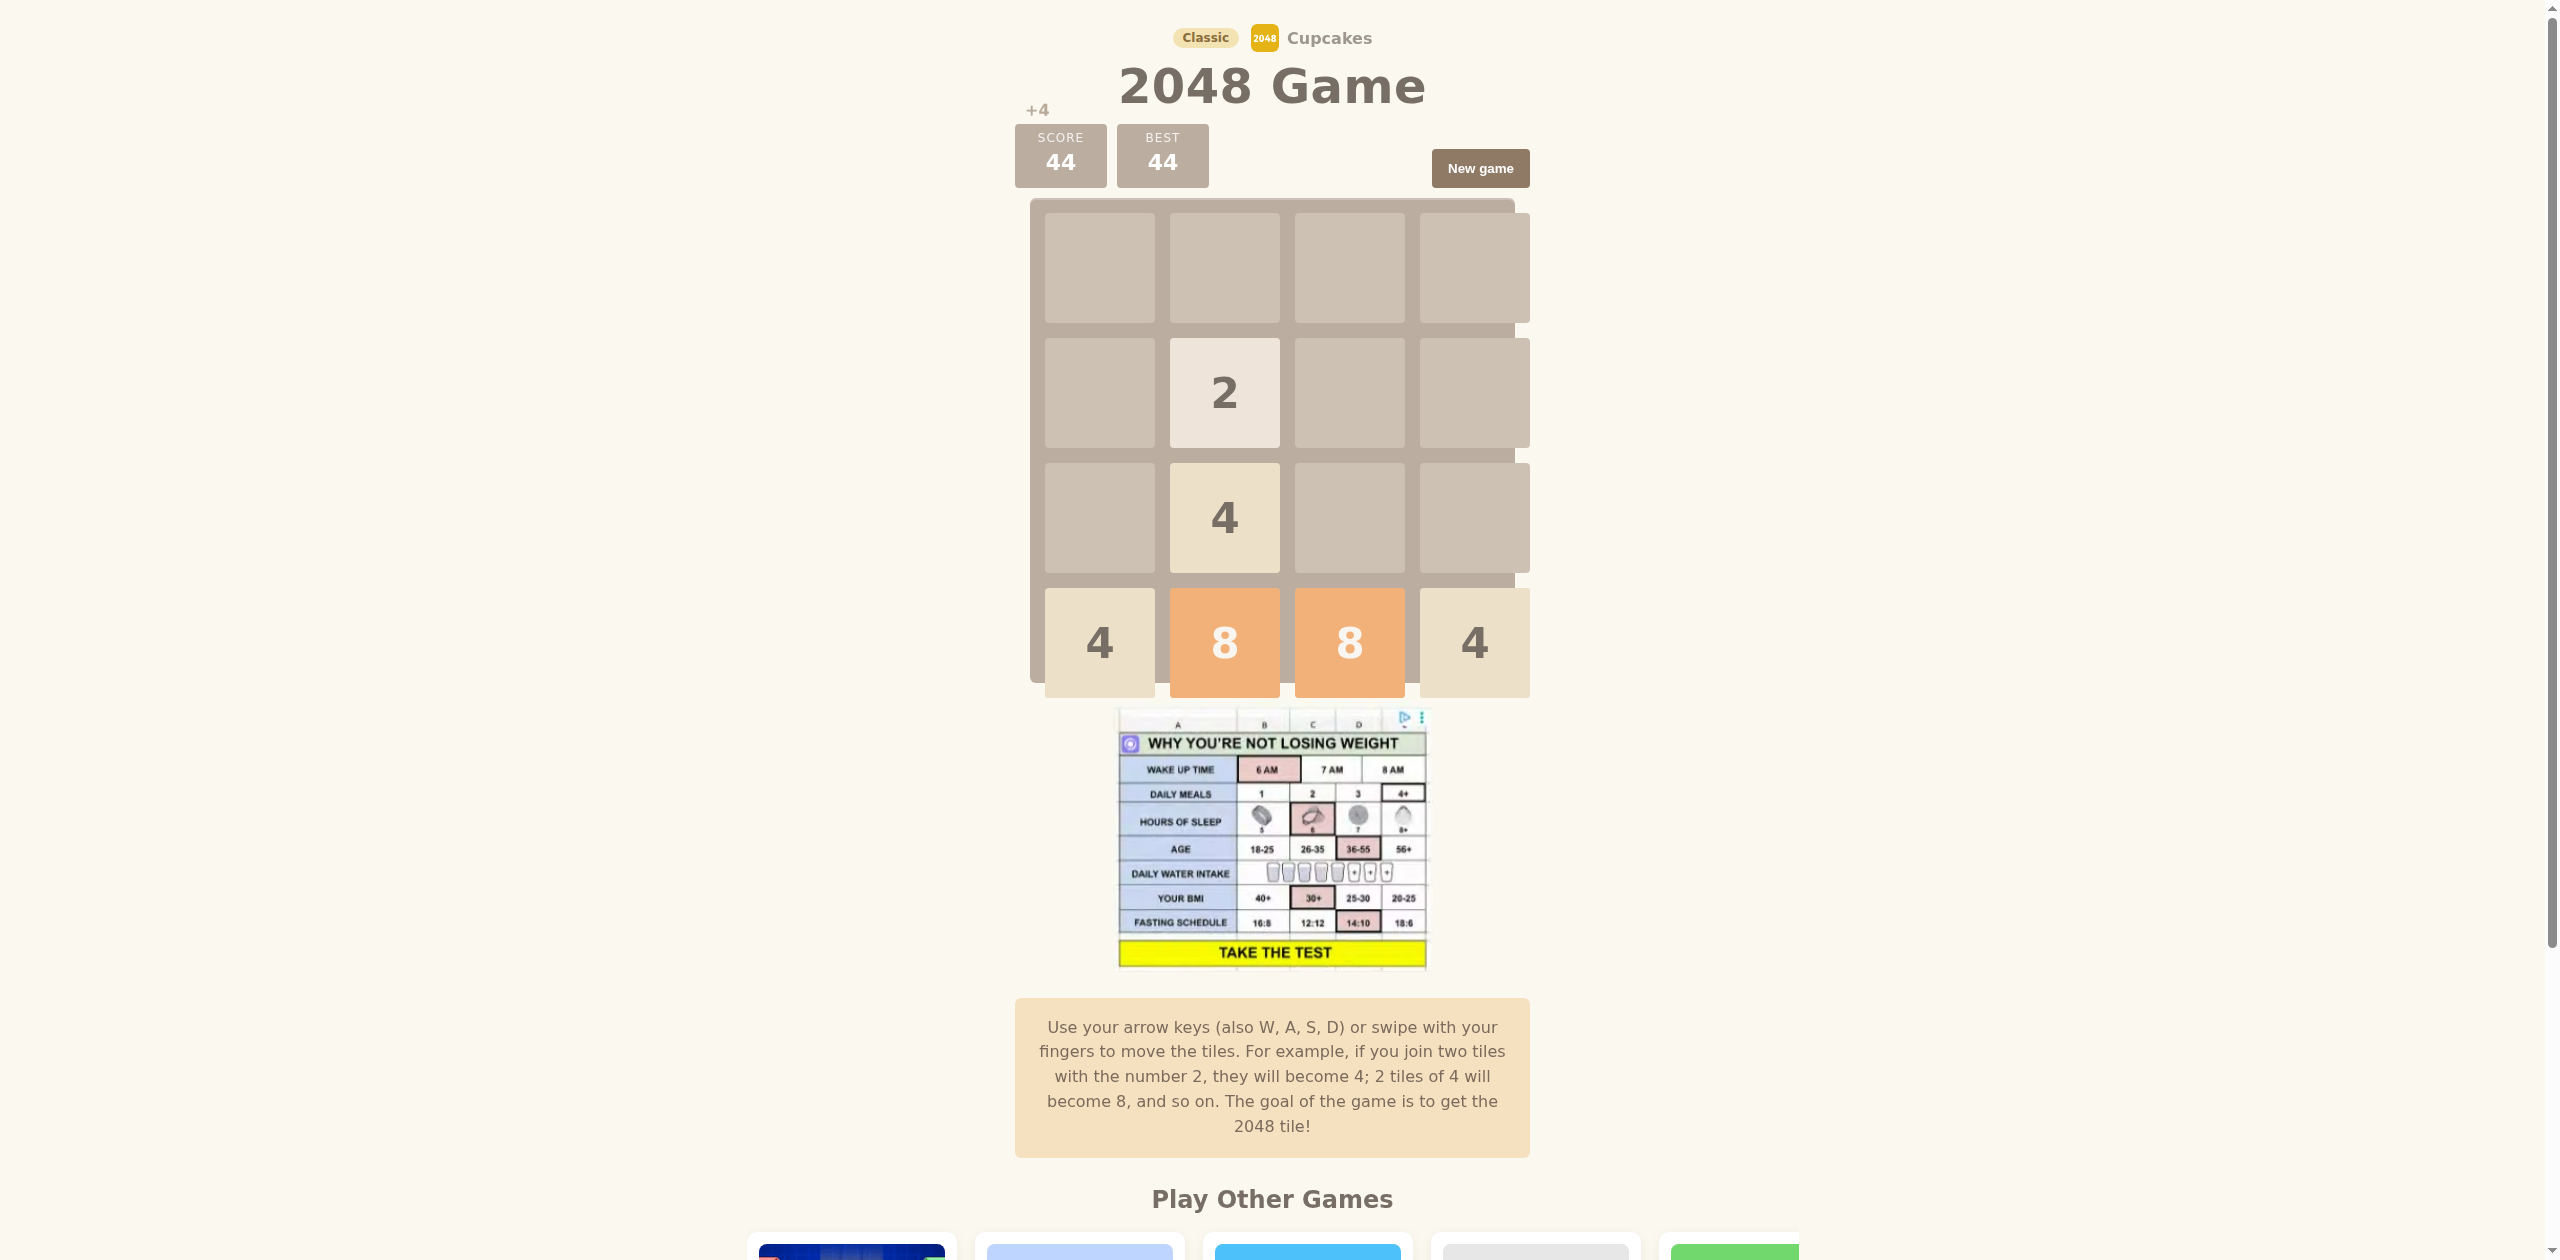 Classic 2048 Cupcakes
2048 Game
+4
SCORE BEST
44 44
New game
2
4
4 8 8 4
A B C D
WHY YOU'RE NOT LOSING WEIGHT
WAKE UP TIME 6 AM 7 AM 8 AM
DAILY MEALS 1 2 3 4+
HOURS OF SLEEP 5 6 7 8+
AGE 18-25 26-35 36-55 56+
DAILY WATER INTAKE + + +
YOUR BMI 40+ 30+ 25-30 20-25
FASTING SCHEDULE 16:8 12:12 14:10 18:6
TAKE THE TEST
Use your arrow keys (also W, A, S, D) or swipe with your
fingers to move the tiles. For example, if you join two tiles
with the number 2, they will become 4; 2 tiles of 4 will
become 8, and so on. The goal of the game is to get the
2048 tile!
Play Other Games